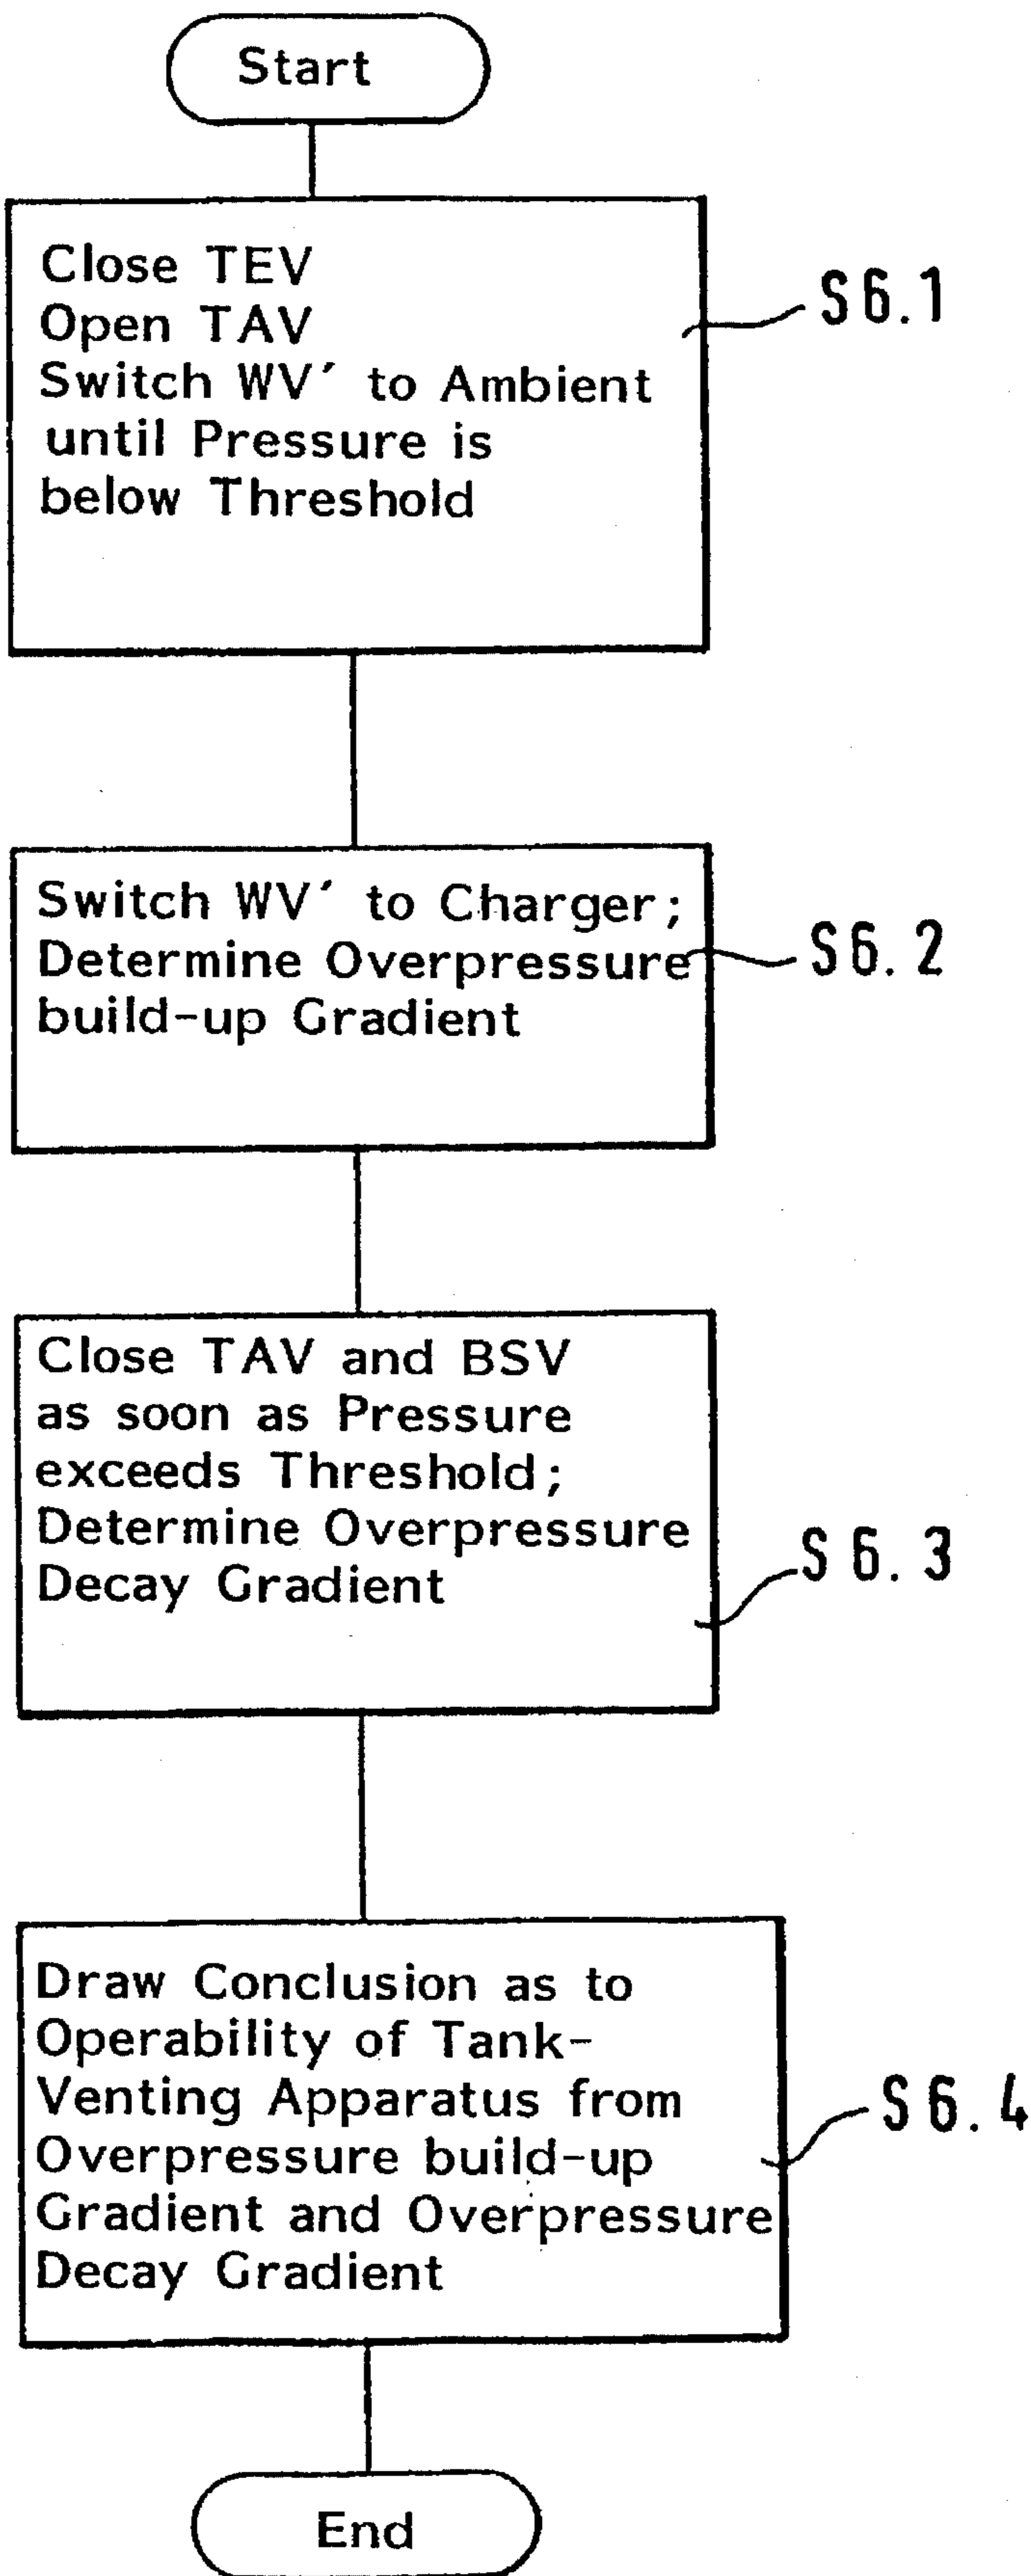 Start
Close TEV
Open TAV
Switch WV′ to Ambient
until Pressure is
below Threshold
S6.1
Switch WV′ to Charger;
Determine Overpressure
build-up Gradient
S6.2
Close TAV and BSV
as soon as Pressure
exceeds Threshold;
Determine Overpressure
Decay Gradient
S6.3
Draw Conclusion as to
Operability of Tank-
Venting Apparatus from
Overpressure build-up
Gradient and Overpressure
Decay Gradient
S6.4
End